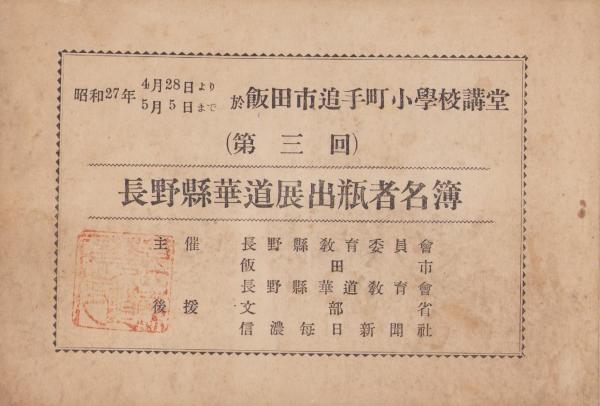 昭和27年 4月28日より 5月5日まで 於飯田市追手町小學校講堂
(第三回)
長野縣華道展出瓶者名簿
主催 長野縣教育委員會
飯田市
長野縣華道教育會
後援 文部省
信濃每日新聞社